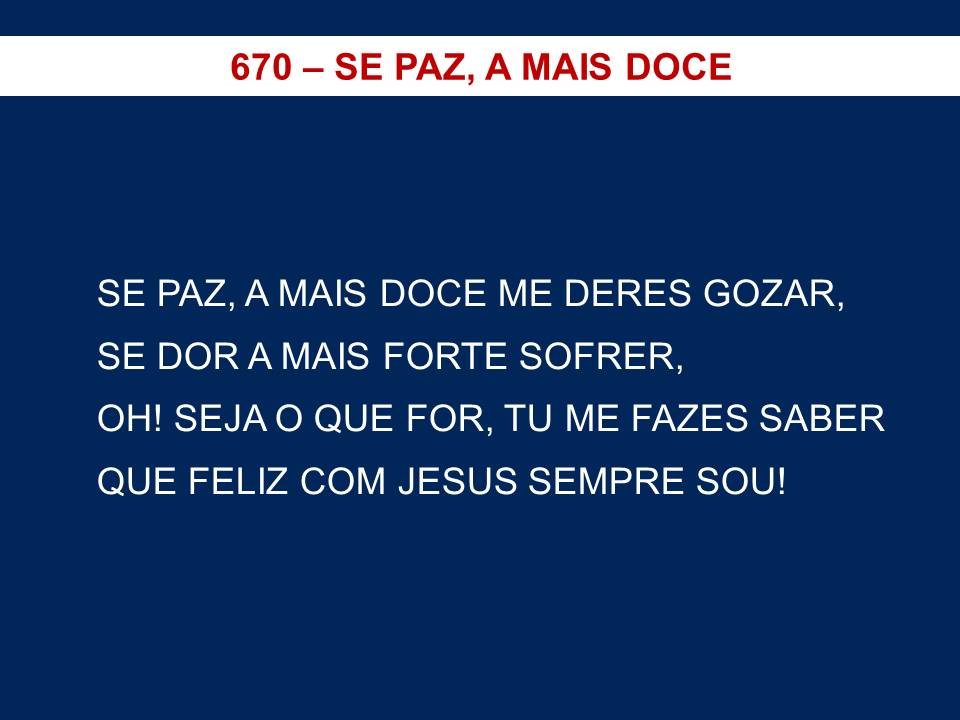 670 – SE PAZ, A MAIS DOCE
SE PAZ, A MAIS DOCE ME DERES GOZAR,
SE DOR A MAIS FORTE SOFRER,
OH! SEJA O QUE FOR, TU ME FAZES SABER
QUE FELIZ COM JESUS SEMPRE SOU!